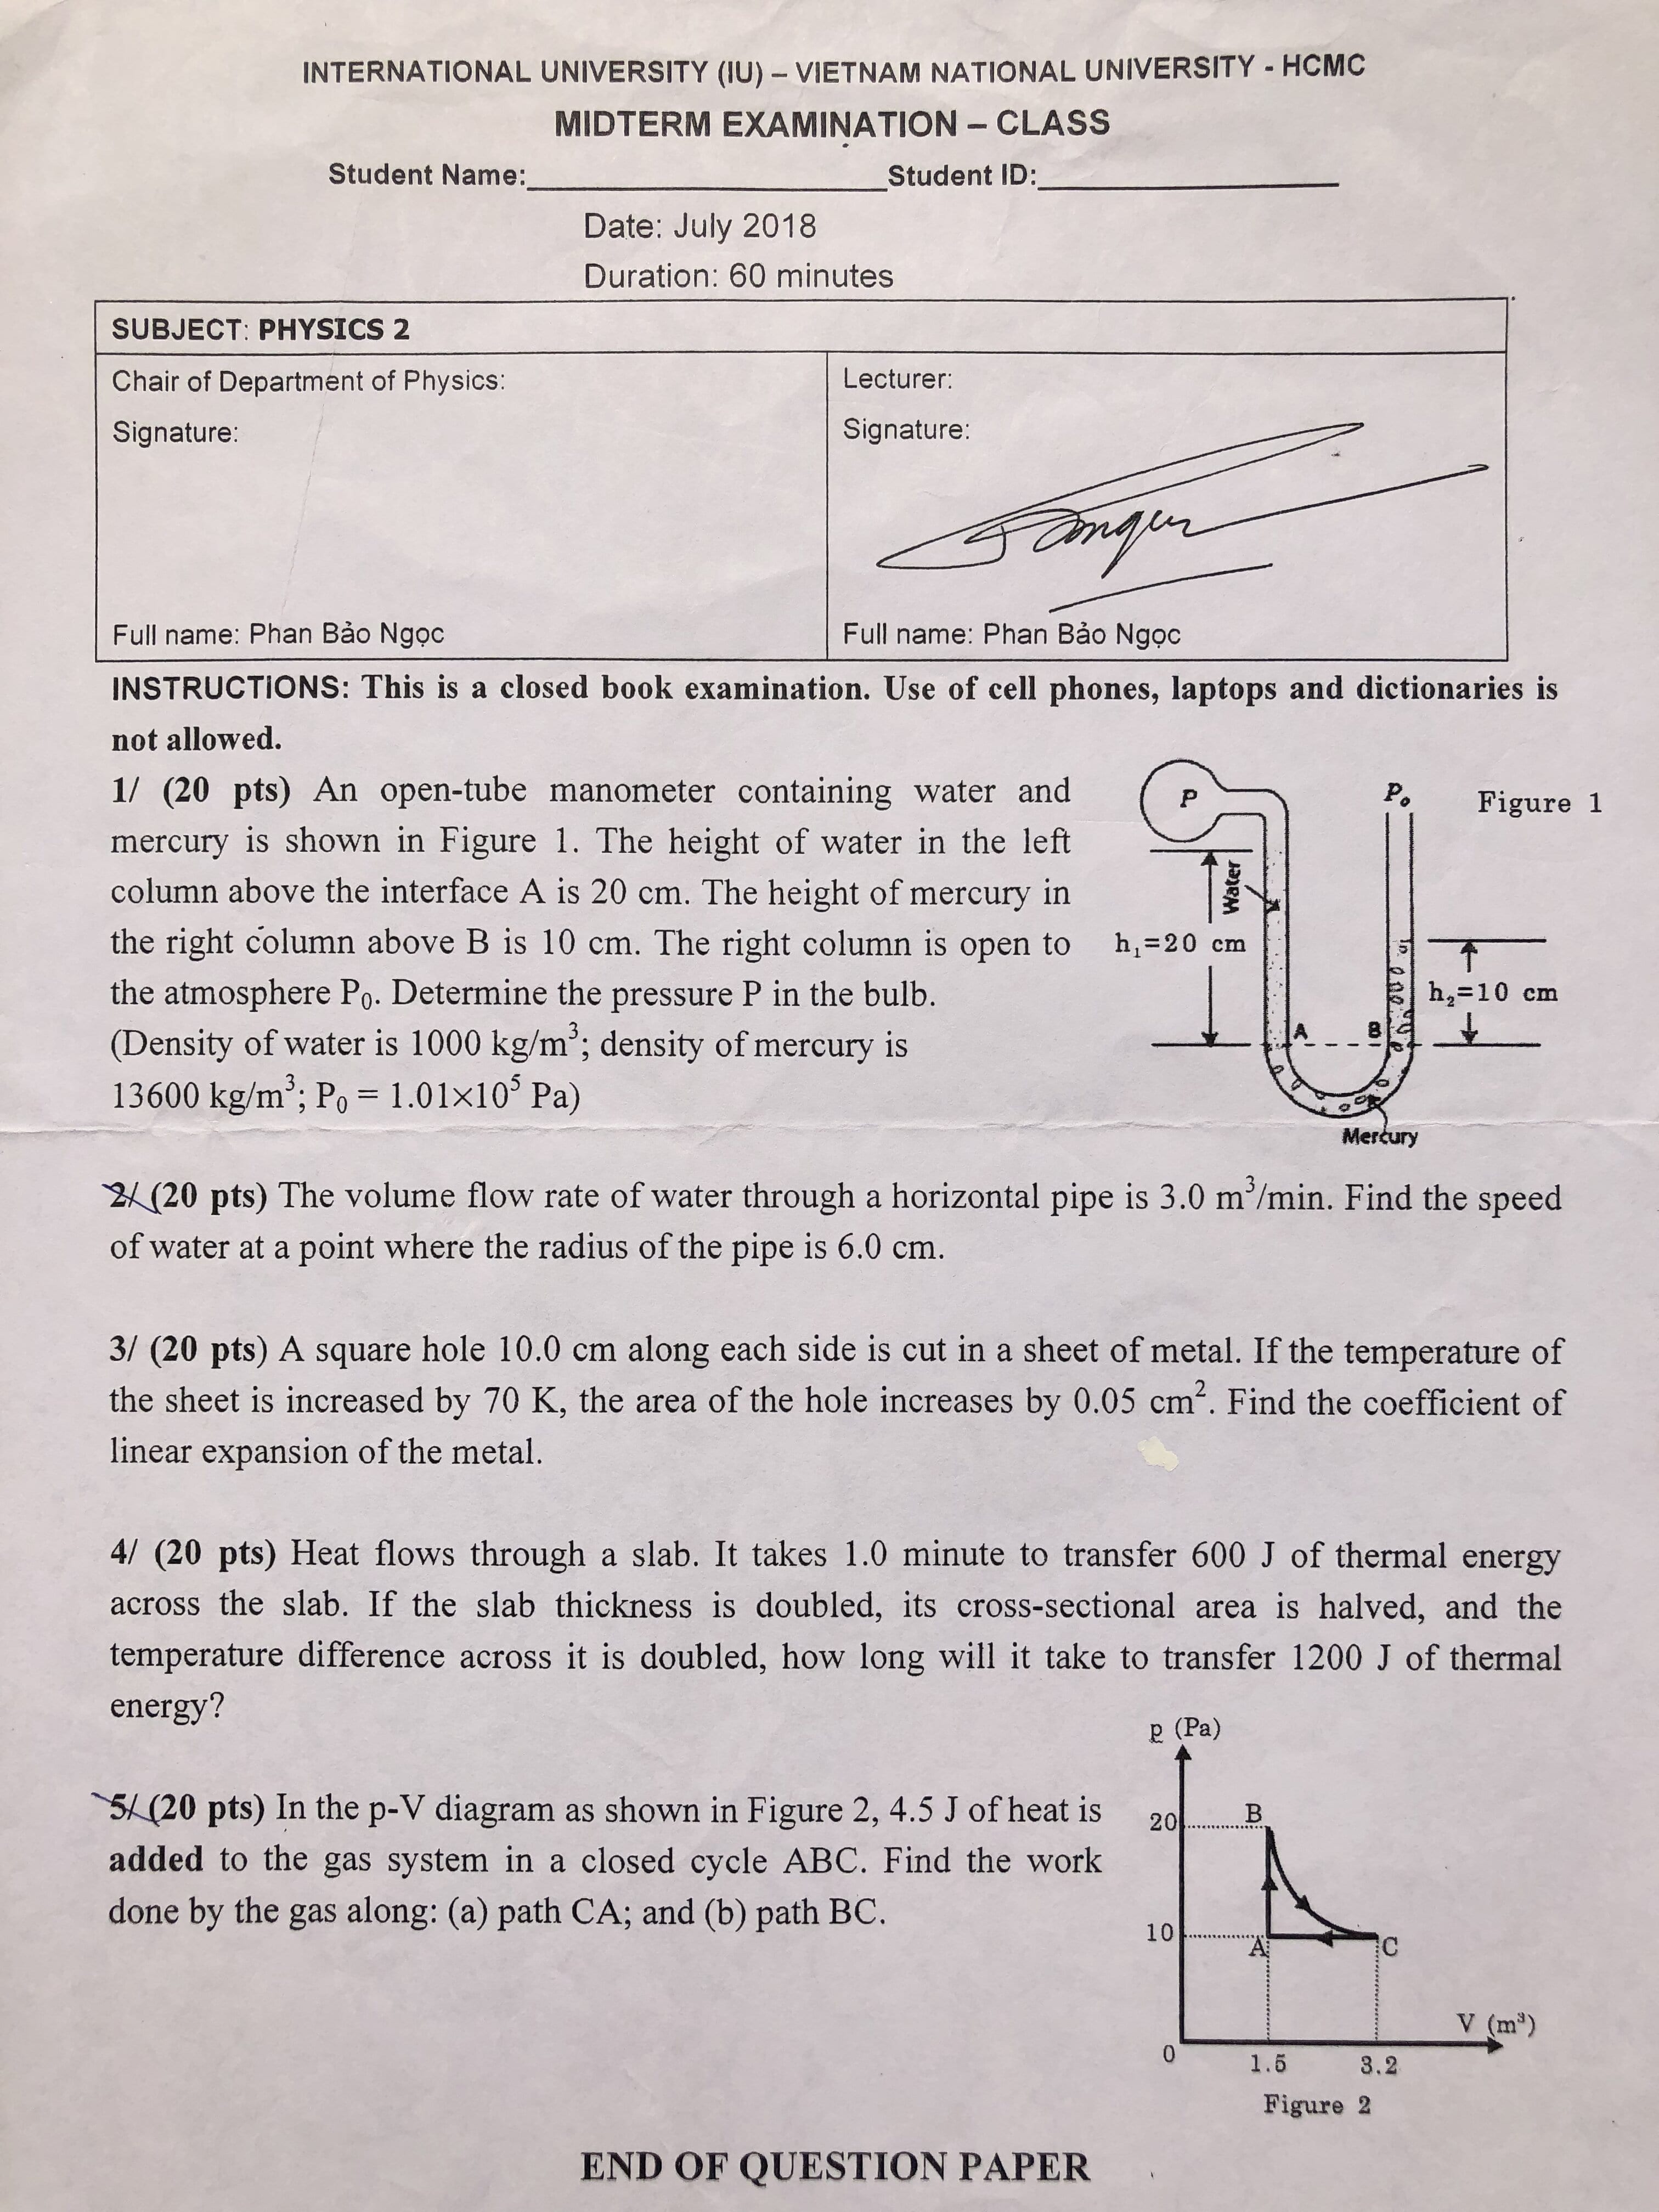 INTERNATIONAL UNIVERSITY (IU) – VIETNAM NATIONAL UNIVERSITY - HCMC
MIDTERM EXAMINATION – CLASS
Student Name:____________________Student ID:________________
Date: July 2018
Duration: 60 minutes
SUBJECT: PHYSICS 2
Chair of Department of Physics:
Signature:
Full name: Phan Bảo Ngọc
Lecturer:
Signature:
Full name: Phan Bảo Ngọc
INSTRUCTIONS: This is a closed book examination. Use of cell phones, laptops and dictionaries is
not allowed.
1/ (20 pts) An open-tube manometer containing water and
mercury is shown in Figure 1. The height of water in the left
column above the interface A is 20 cm. The height of mercury in
the right column above B is 10 cm. The right column is open to
the atmosphere P₀. Determine the pressure P in the bulb.
(Density of water is 1000 kg/m³; density of mercury is
13600 kg/m³; P₀ = 1.01×10⁵ Pa)
P
P₀
Figure 1
Water
h₁=20 cm
h₂=10 cm
A
B
Mercury
2/ (20 pts) The volume flow rate of water through a horizontal pipe is 3.0 m³/min. Find the speed
of water at a point where the radius of the pipe is 6.0 cm.
3/ (20 pts) A square hole 10.0 cm along each side is cut in a sheet of metal. If the temperature of
the sheet is increased by 70 K, the area of the hole increases by 0.05 cm². Find the coefficient of
linear expansion of the metal.
4/ (20 pts) Heat flows through a slab. It takes 1.0 minute to transfer 600 J of thermal energy
across the slab. If the slab thickness is doubled, its cross-sectional area is halved, and the
temperature difference across it is doubled, how long will it take to transfer 1200 J of thermal
energy?
5/ (20 pts) In the p-V diagram as shown in Figure 2, 4.5 J of heat is
added to the gas system in a closed cycle ABC. Find the work
done by the gas along: (a) path CA; and (b) path BC.
p (Pa)
20
B
10
A
C
V (m³)
0
1.5
3.2
Figure 2
END OF QUESTION PAPER